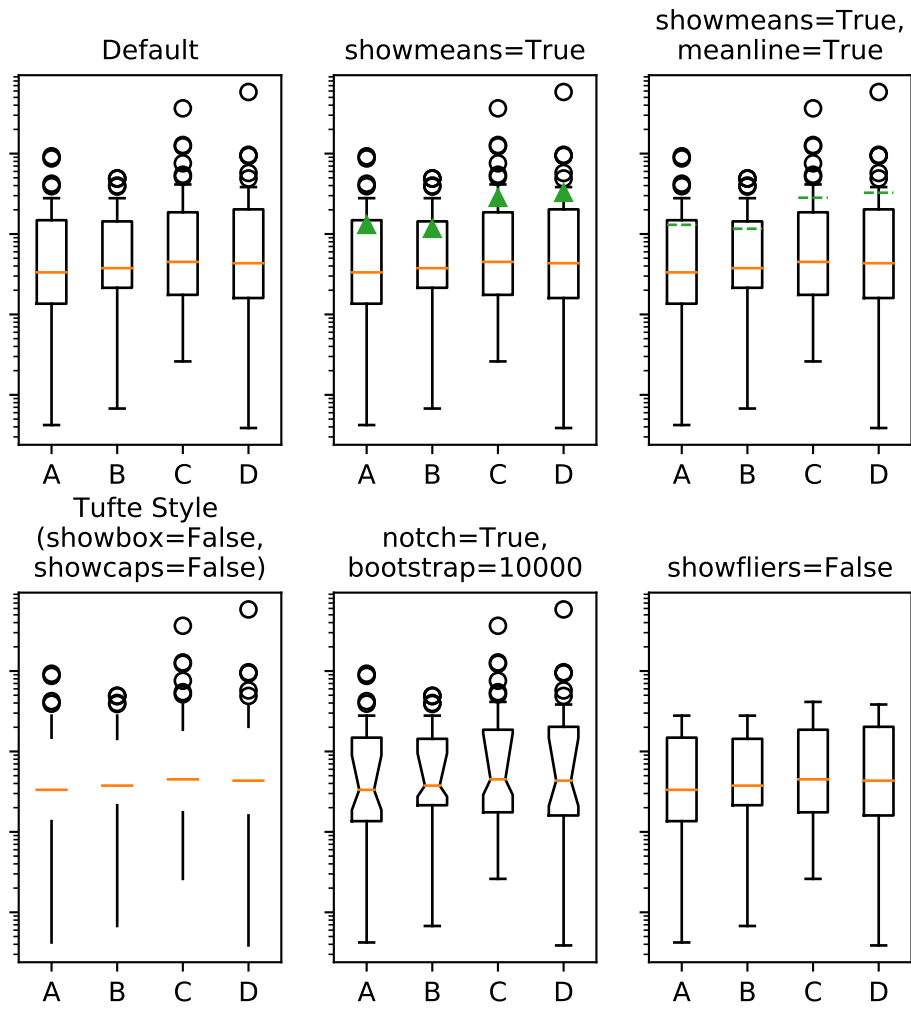 Default
showmeans=True
showmeans=True,
meanline=True
A B C D
A B C D
A B C D
Tufte Style
(showbox=False,
showcaps=False)
notch=True,
bootstrap=10000
showfliers=False
A B C D
A B C D
A B C D